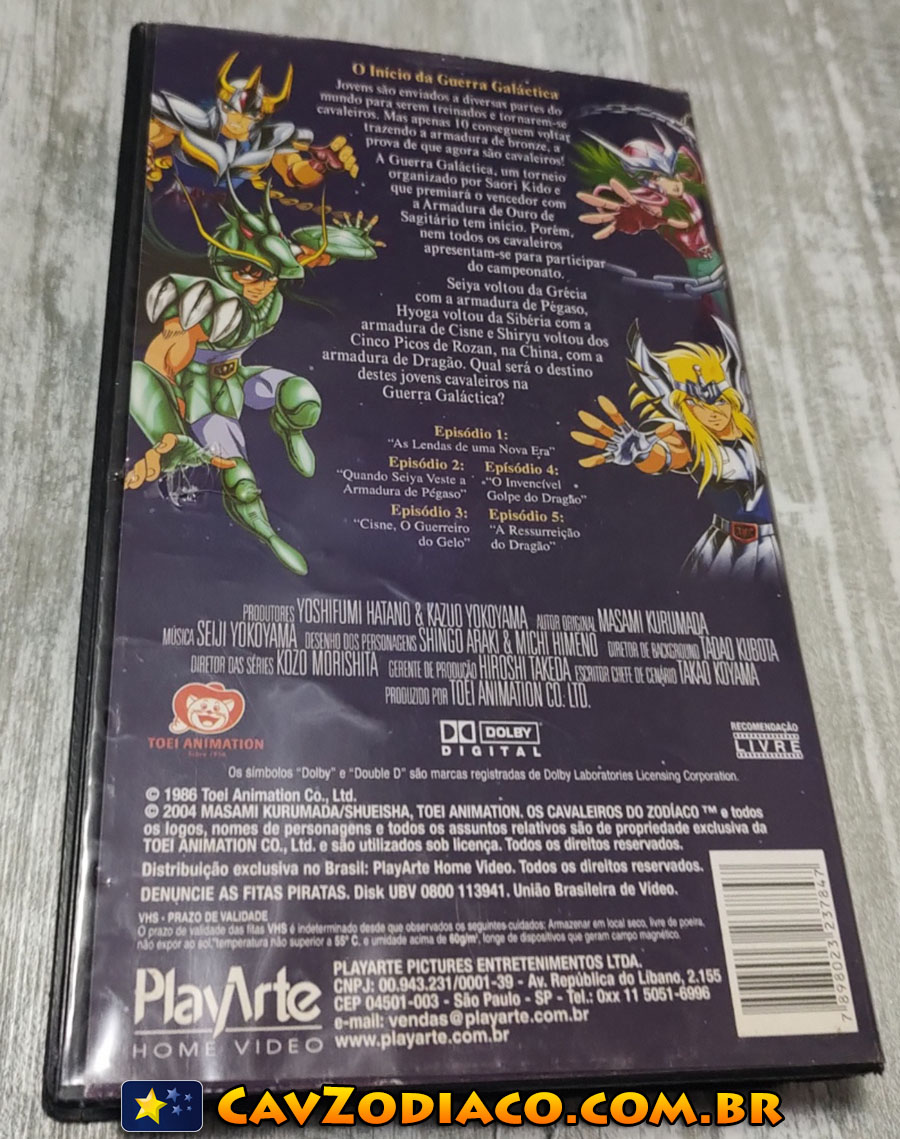 O Início da Guerra Galáctica
Jovens são enviados a diversas partes do
mundo para serem treinados e tornarem-se
cavaleiros. Mas apenas 10 conseguem voltar
trazendo a armadura de bronze, a
prova de que agora são cavaleiros!
A Guerra Galáctica, um torneio
organizado por Saori Kido e
que premiará o vencedor com
a Armadura de Ouro de
Sagitário tem início. Porém,
nem todos os cavaleiros
apresentam-se para participar
do campeonato.
Seiya voltou da Grécia
com a armadura de Pégaso,
Hyoga voltou da Sibéria com a
armadura de Cisne e Shiryu voltou dos
Cinco Picos de Rozan, na China, com a
armadura de Dragão. Qual será o destino
destes jovens cavaleiros na
Guerra Galáctica?
Episódio 1:
"As Lendas de uma Nova Era"
Episódio 2:
"Quando Seiya Veste a
Armadura de Pégaso"
Episódio 3:
"Cisne, O Guerreiro
do Gelo"
Epísódio 4:
"O Invencível
Golpe do Dragão"
Episódio 5:
"A Ressurreição
do Dragão"
PRODUTORES YOSHIFUMI HATANO & KAZUO YOKOYAMA AUTOR ORIGINAL MASAMI KURUMADA
MÚSICA SEIJI YOKOYAMA DESENHO DOS PERSONAGENS SHINGO ARAKI & MICHI HIMENO DIRETOR DE BACKGROUND TADAO KUBOTA
DIRETOR DAS SÉRIES KOZO MORISHITA GERENTE DE PRODUÇÃO HIROSHI TAKEDA ESCRITOR CHEFE DE CENÁRIO TAKAO KOYAMA
PRODUZIDO POR TOEI ANIMATION CO. LTD.
TOEI ANIMATION
DOLBY
DIGITAL
RECOMENDAÇÃO
LIVRE
Os símbolos "Dolby" e "Double D" são marcas registradas de Dolby Laboratories Licensing Corporation.
© 1986 Toei Animation Co., Ltd.
© 2004 MASAMI KURUMADA/SHUEISHA, TOEI ANIMATION. OS CAVALEIROS DO ZODÍACO ™ e todos
os logos, nomes de personagens e todos os assuntos relativos são de propriedade exclusiva da
TOEI ANIMATION CO., Ltd. e são utilizados sob licença. Todos os direitos reservados.
Distribuição exclusiva no Brasil: PlayArte Home Video. Todos os direitos reservados.
DENUNCIE AS FITAS PIRATAS. Disk UBV 0800 113941. União Brasileira de Vídeo.
VHS - PRAZO DE VALIDADE
O prazo de validade das fitas VHS é indeterminado desde que observados os seguintes cuidados: Armazenar em local seco, livre de poeira,
não expor ao sol, temperatura não superior a 55° C, e umidade acima de 60g/m³, longe de dispositivos que geram campo magnético.
PlayArte
HOME VIDEO
PLAYARTE PICTURES ENTRETENIMENTOS LTDA.
CNPJ: 00.943.231/0001-39 - Av. República do Líbano, 2.155
CEP 04501-003 - São Paulo - SP - Tel.: 0xx 11 5051-6996
e-mail: vendas@playarte.com.br
www.playarte.com.br
7 898023 237847
CAVZODIACO.COM.BR